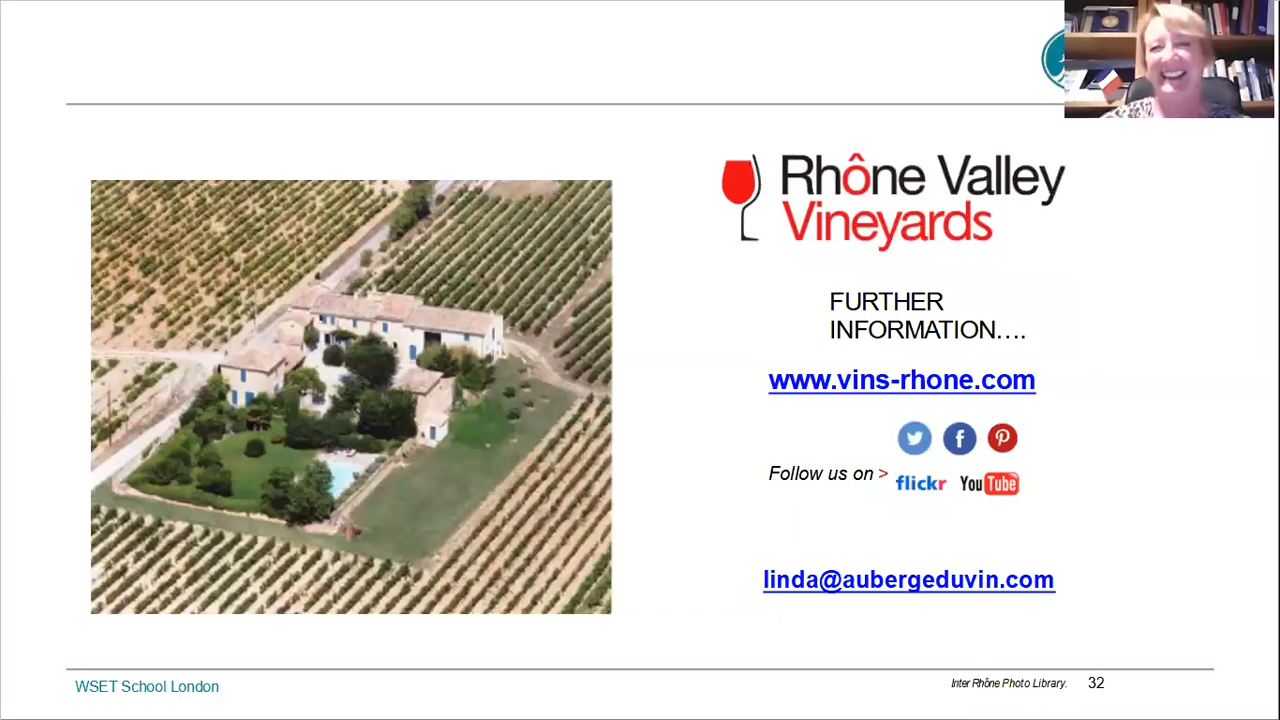 Rhône Valley
Vineyards
FURTHER
INFORMATION….
www.vins-rhone.com
Follow us on >
flickr YouTube
linda@aubergeduvin.com
WSET School London
Inter Rhône Photo Library.
32